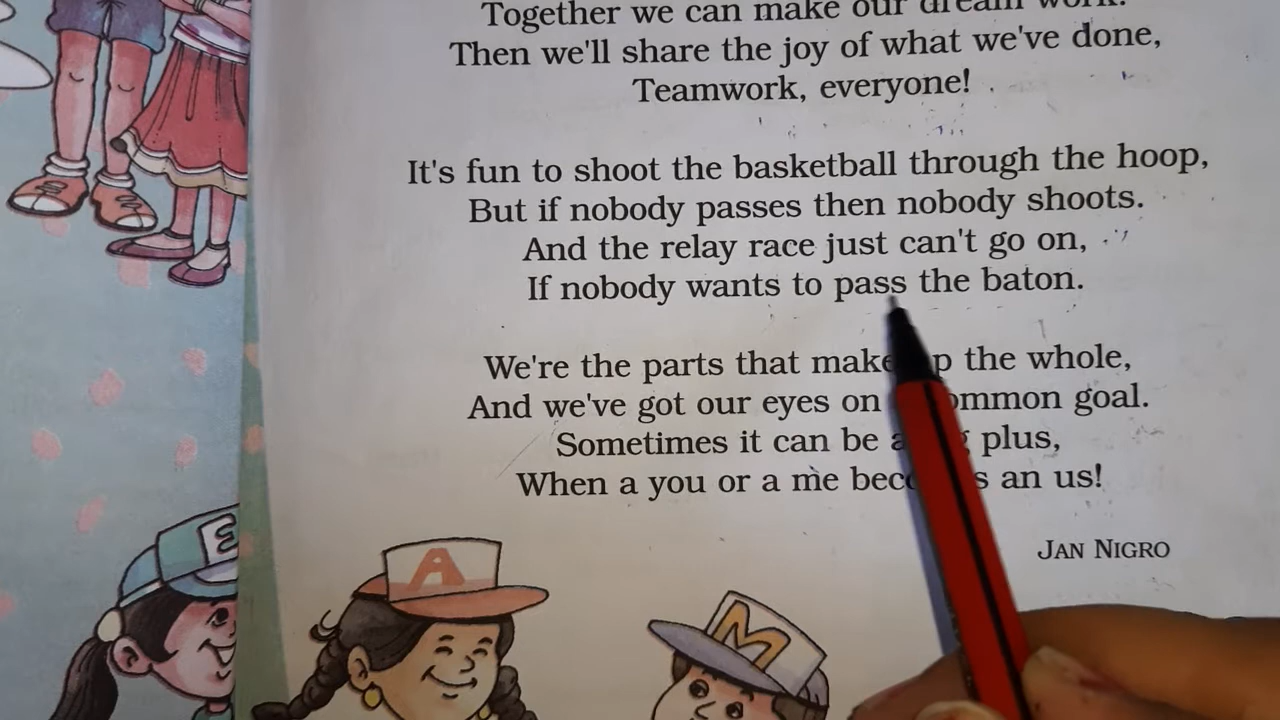 Together we can make our dream work.
Then we'll share the joy of what we've done,
Teamwork, everyone!
It's fun to shoot the basketball through the hoop,
But if nobody passes then nobody shoots.
And the relay race just can't go on,
If nobody wants to pass the baton.
We're the parts that make the whole,
And we've got our eyes on goal.
Sometimes it can be plus,
When a you or a me an us!
JAN NIGRO
E
A
M